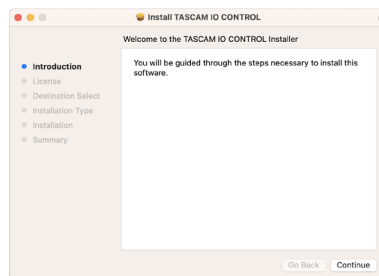 Install TASCAM IO CONTROL
Welcome to the TASCAM IO CONTROL Installer
Introduction
License
Destination Select
Installation Type
Installation
Summary
You will be guided through the steps necessary to install this
software.
Go Back
Continue